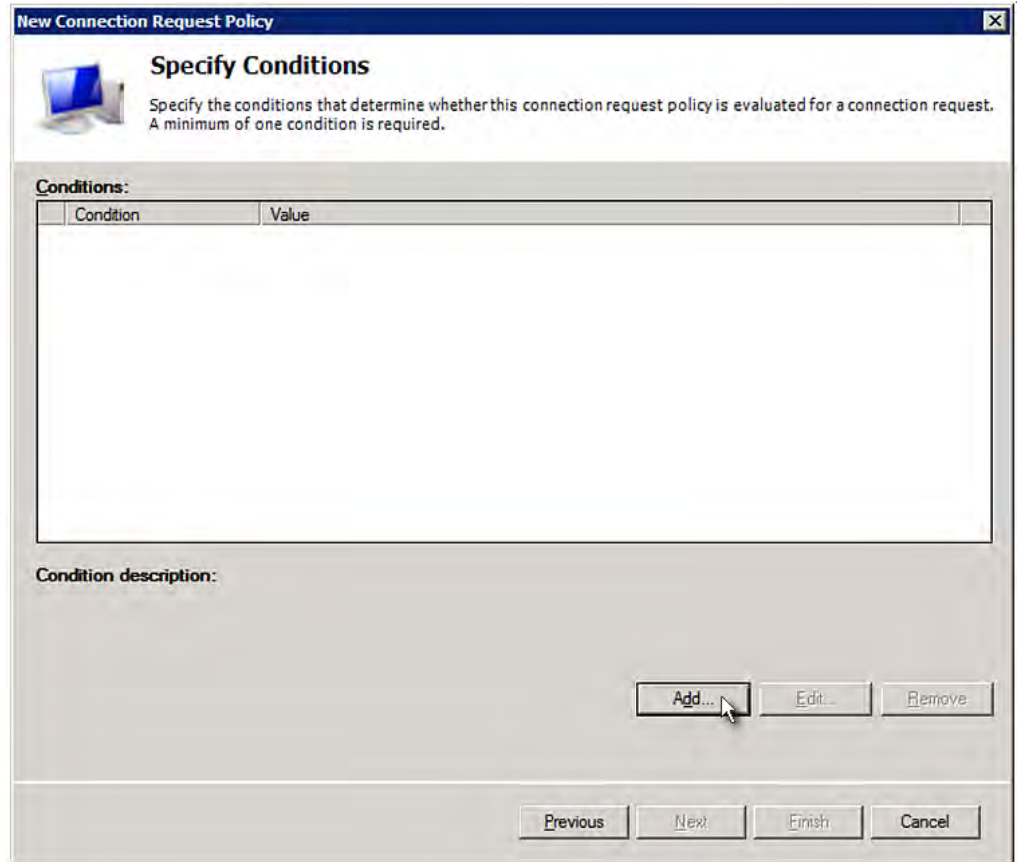 New Connection Request Policy
Specify Conditions
Specify the conditions that determine whether this connection request policy is evaluated for a connection request.
A minimum of one condition is required.
Conditions:
Condition Value
Condition description:
Add... Edit... Remove
Previous Next Finish Cancel